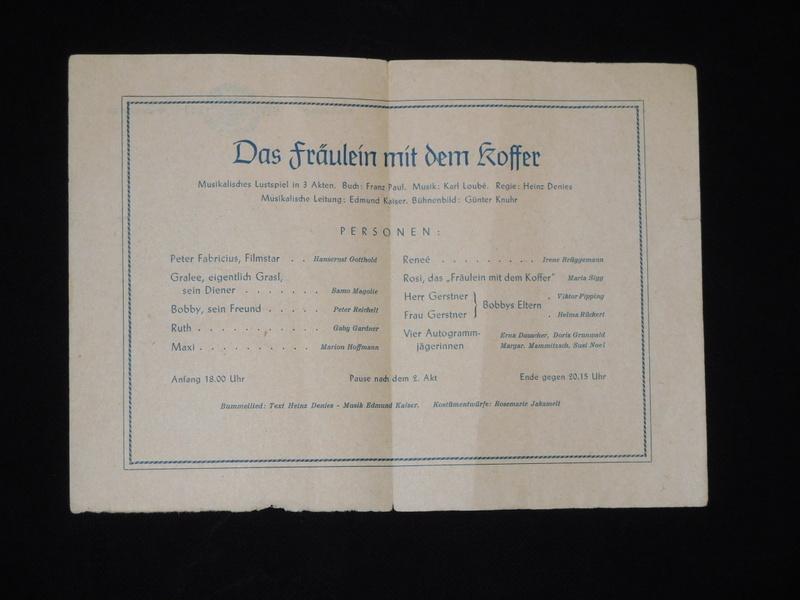 Das Fräulein mit dem Koffer
Musikalisches Lustspiel in 3 Akten. Buch: Franz Paul. Musik: Karl Loubé. Regie: Heinz Denies
Musikalische Leitung: Edmund Kaiser. Bühnenbild: Günter Knuhr
PERSONEN:
Peter Fabricius, Filmstar . . Hansernst Gotthold
Gralee, eigentlich Grasl,
sein Diener . . . . . . . Samo Magolie
Bobby, sein Freund . . . . . Peter Reichelt
Ruth . . . . . . . . . . . Gaby Gardner
Maxi . . . . . . . . . . . Marion Hoffmann
Reneé . . . . . . . . . Irene Brüggemann
Rosi, das „Fräulein mit dem Koffer" Maria Sigg
Herr Gerstner } Bobbys Eltern . Viktor Pipping
Frau Gerstner } . Helma Rückert
Vier Autogramm- Erna Dasscher, Doris Grunwald
jägerinnen Margar. Mammitzsch, Susi Noel
Anfang 18.00 Uhr Pause nach dem 2. Akt Ende gegen 20.15 Uhr
Bummellied: Text Heinz Denies - Musik Edmund Kaiser. Kostümentwürfe: Rosemarie Jakameit